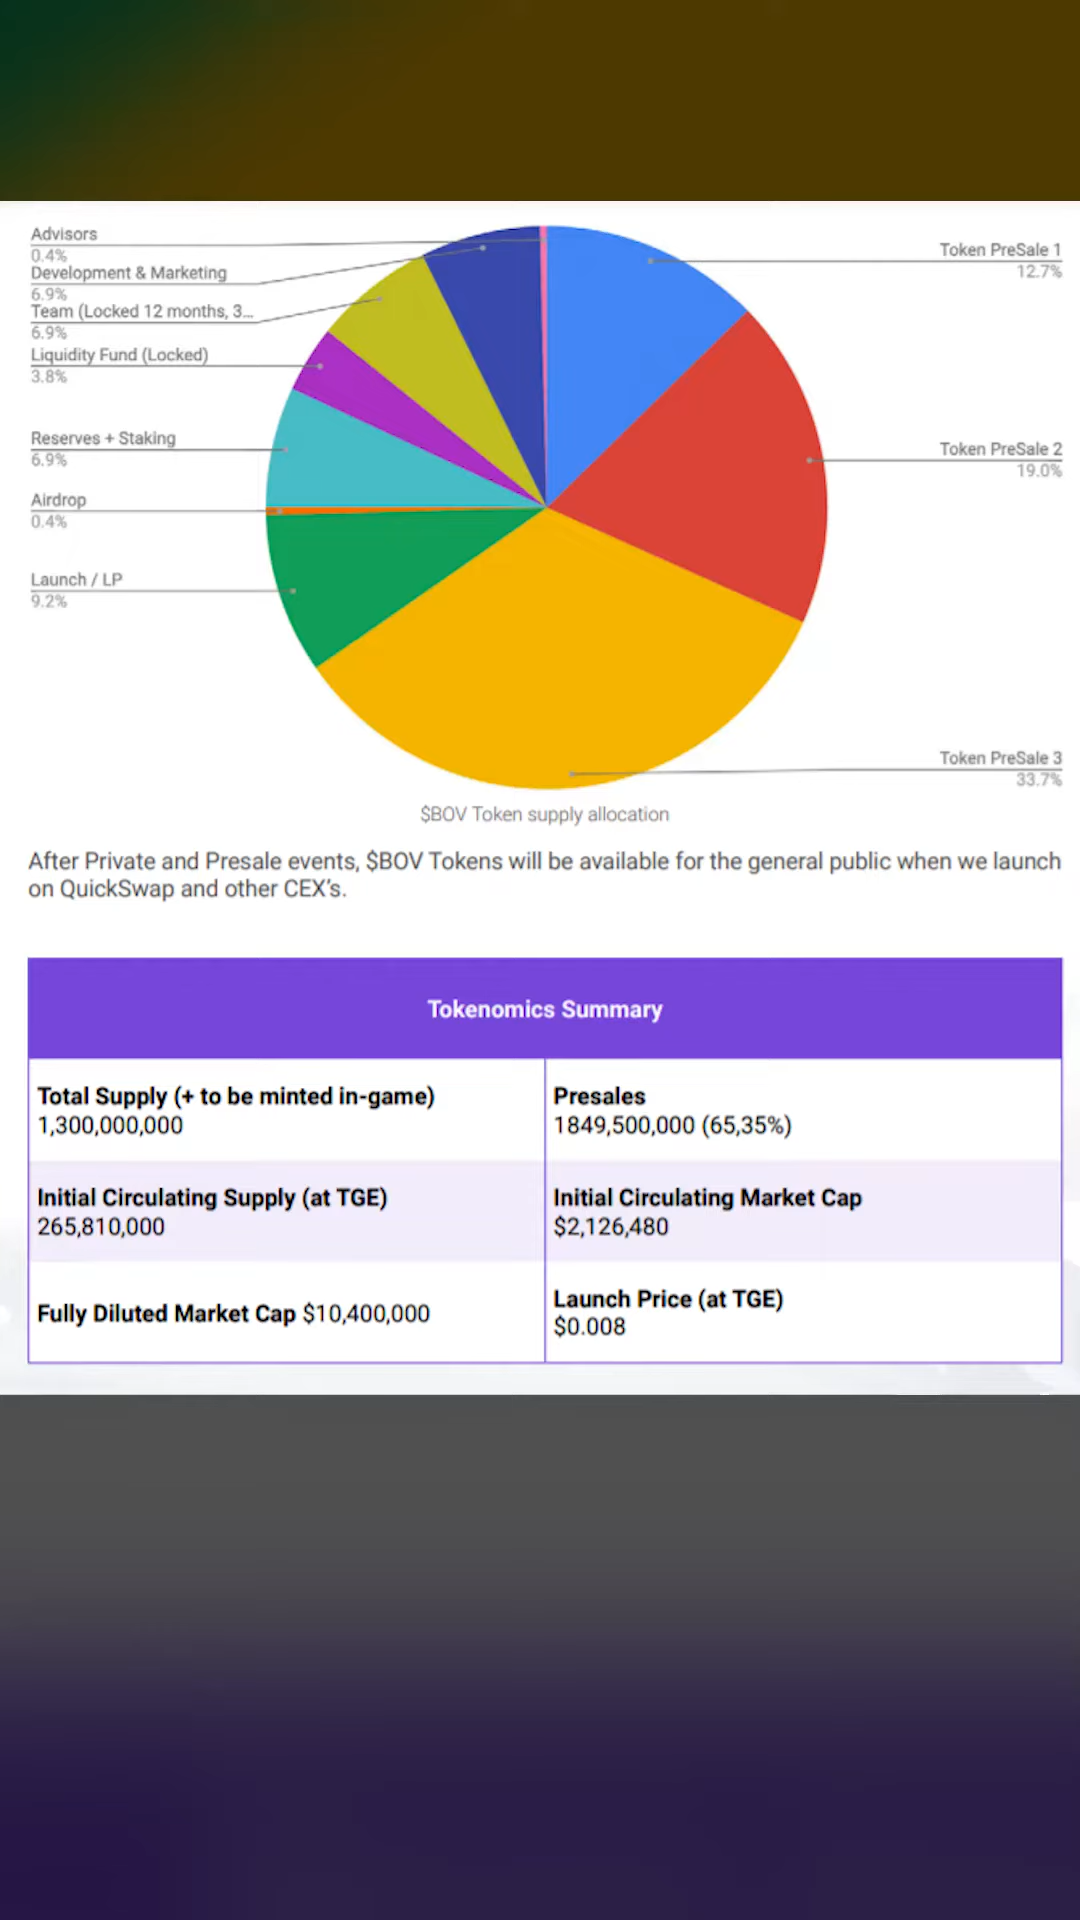 Advisors
0.4%
Development & Marketing
6.9%
Team (Locked 12 months, 3...
6.9%
Liquidity Fund (Locked)
3.8%
Reserves + Staking
6.9%
Airdrop
0.4%
Launch / LP
9.2%
Token PreSale 1
12.7%
Token PreSale 2
19.0%
Token PreSale 3
33.7%
$BOV Token supply allocation
After Private and Presale events, $BOV Tokens will be available for the general public when we launch
on QuickSwap and other CEX's.
Tokenomics Summary
Total Supply (+ to be minted in-game)
1,300,000,000
Presales
1849,500,000 (65,35%)
Initial Circulating Supply (at TGE)
265,810,000
Initial Circulating Market Cap
$2,126,480
Fully Diluted Market Cap $10,400,000
Launch Price (at TGE)
$0.008